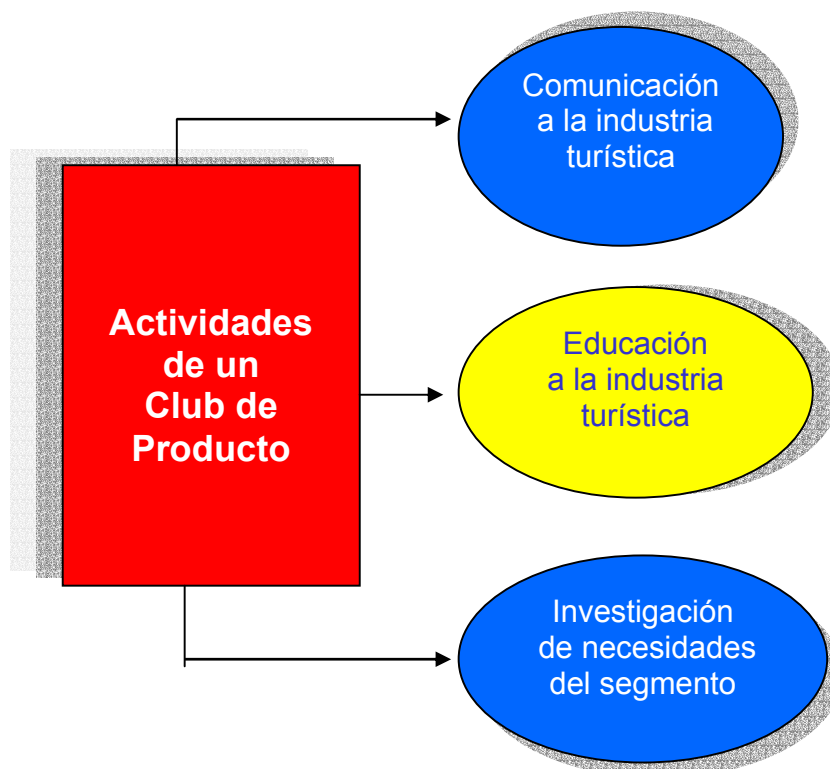 Comunicación
a la industria
turística
Actividades
de un
Club de
Producto
Educación
a la industria
turística
Investigación
de necesidades
del segmento